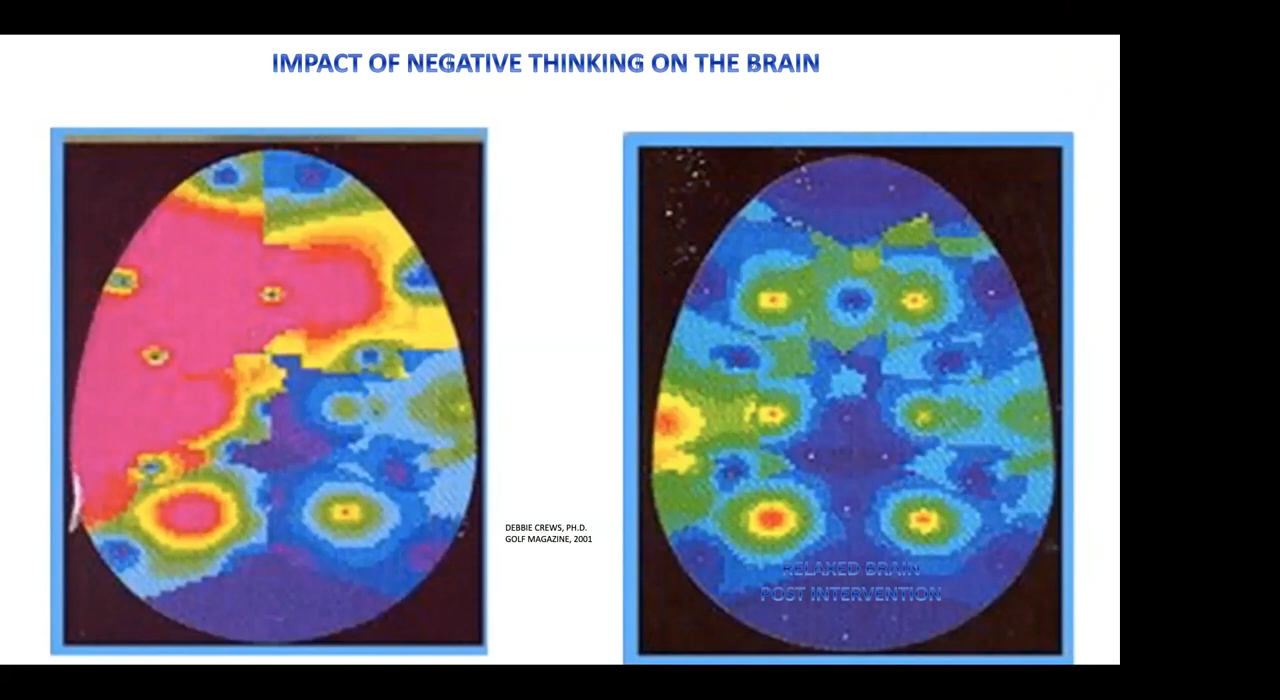 IMPACT OF NEGATIVE THINKING ON THE BRAIN
DEBBIE CREWS, PH.D.
GOLF MAGAZINE, 2001
RELAXED BRAIN
POST INTERVENTION